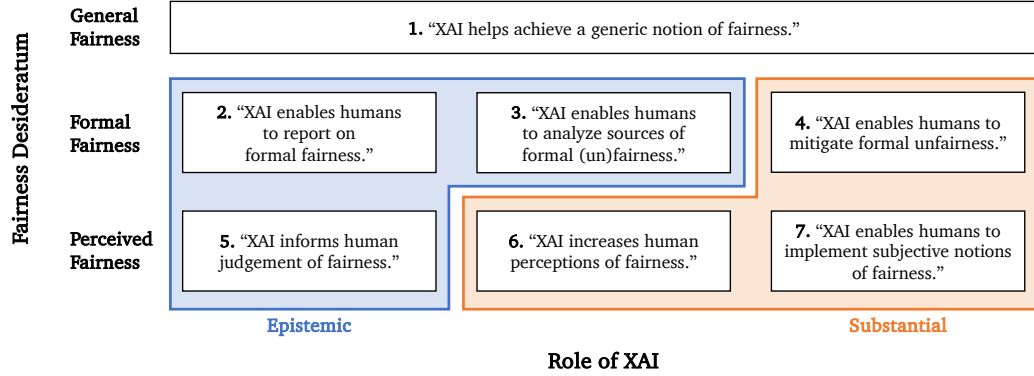 General
Fairness
1. “XAI helps achieve a generic notion of fairness.”
Fairness Desideratum
Formal
Fairness
2. “XAI enables humans
to report on
formal fairness.”
3. “XAI enables humans
to analyze sources of
formal (un)fairness.”
4. “XAI enables humans to
mitigate formal unfairness.”
Perceived
Fairness
5. “XAI informs human
judgement of fairness.”
6. “XAI increases human
perceptions of fairness.”
7. “XAI enables humans to
implement subjective notions
of fairness.”
Epistemic
Substantial
Role of XAI